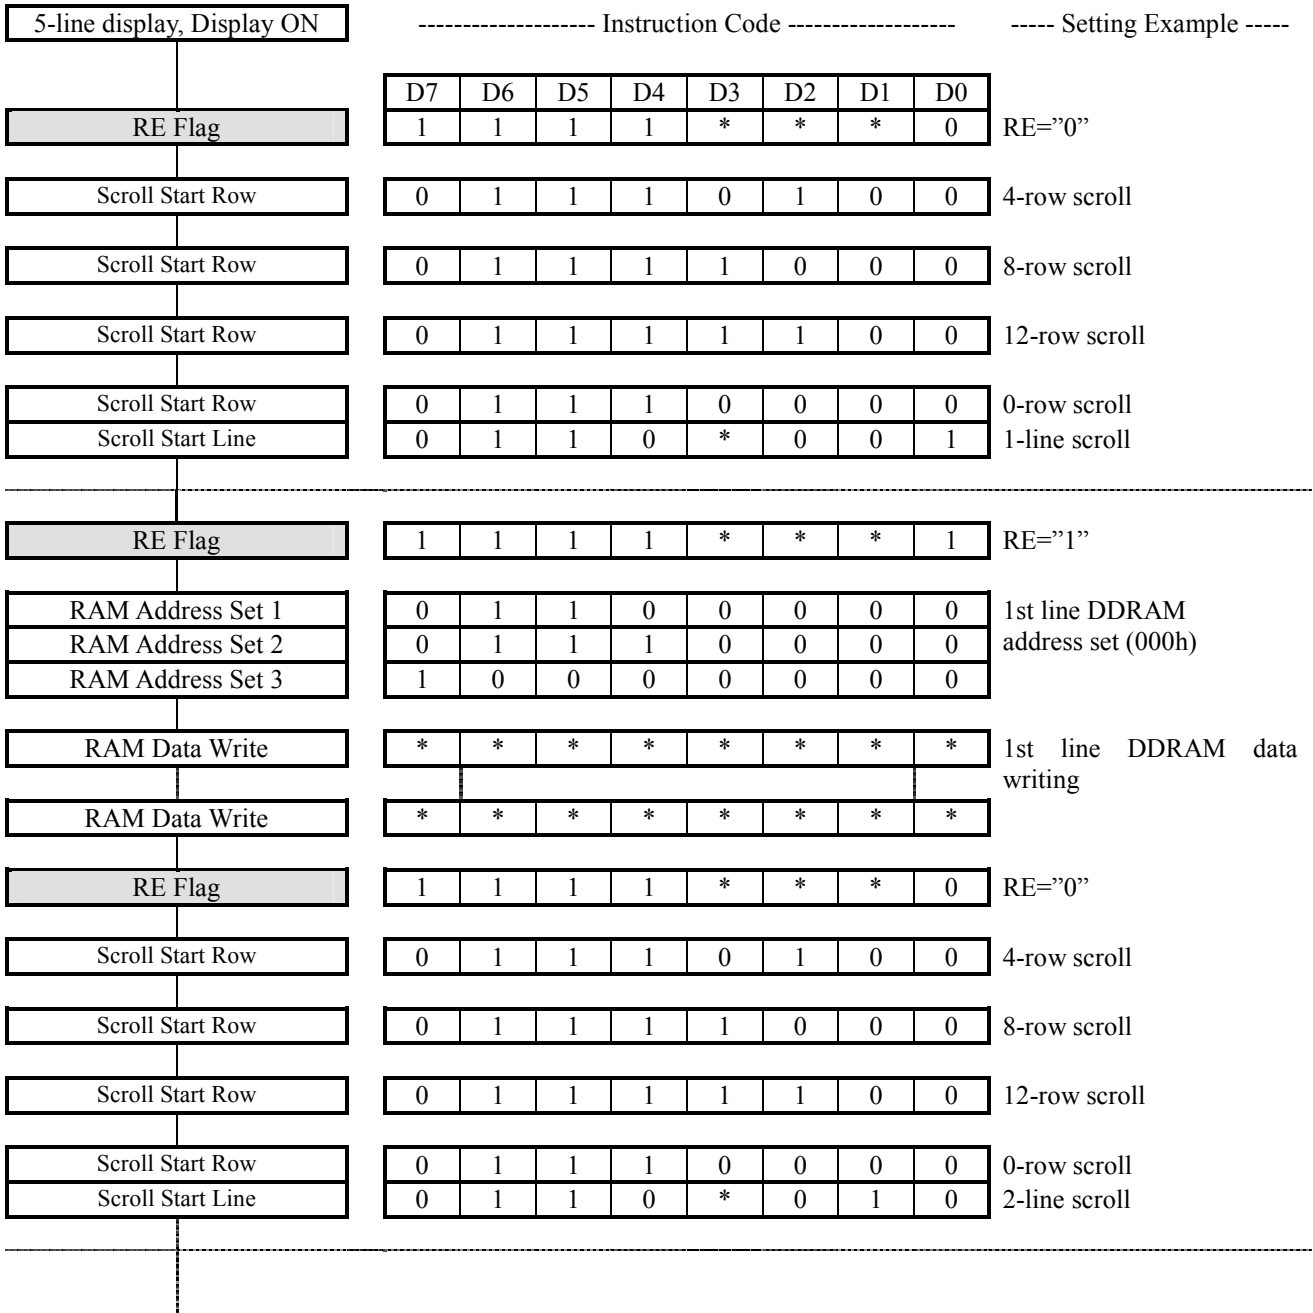 5-line display, Display ON -------------------- Instruction Code ------------------- ----- Setting Example -----
D7 D6 D5 D4 D3 D2 D1 D0
RE Flag 1 1 1 1 * * * 0 RE=”0”
Scroll Start Row 0 1 1 1 0 1 0 0 4-row scroll
Scroll Start Row 0 1 1 1 1 0 0 0 8-row scroll
Scroll Start Row 0 1 1 1 1 1 0 0 12-row scroll
Scroll Start Row 0 1 1 1 0 0 0 0 0-row scroll
Scroll Start Line 0 1 1 0 * 0 0 1 1-line scroll
RE Flag 1 1 1 1 * * * 1 RE=”1”
RAM Address Set 1 0 1 1 0 0 0 0 0 1st line DDRAM
RAM Address Set 2 0 1 1 1 0 0 0 0 address set (000h)
RAM Address Set 3 1 0 0 0 0 0 0 0
RAM Data Write * * * * * * * * 1st line DDRAM data
writing
RAM Data Write * * * * * * * *
RE Flag 1 1 1 1 * * * 0 RE=”0”
Scroll Start Row 0 1 1 1 0 1 0 0 4-row scroll
Scroll Start Row 0 1 1 1 1 0 0 0 8-row scroll
Scroll Start Row 0 1 1 1 1 1 0 0 12-row scroll
Scroll Start Row 0 1 1 1 0 0 0 0 0-row scroll
Scroll Start Line 0 1 1 0 * 0 1 0 2-line scroll